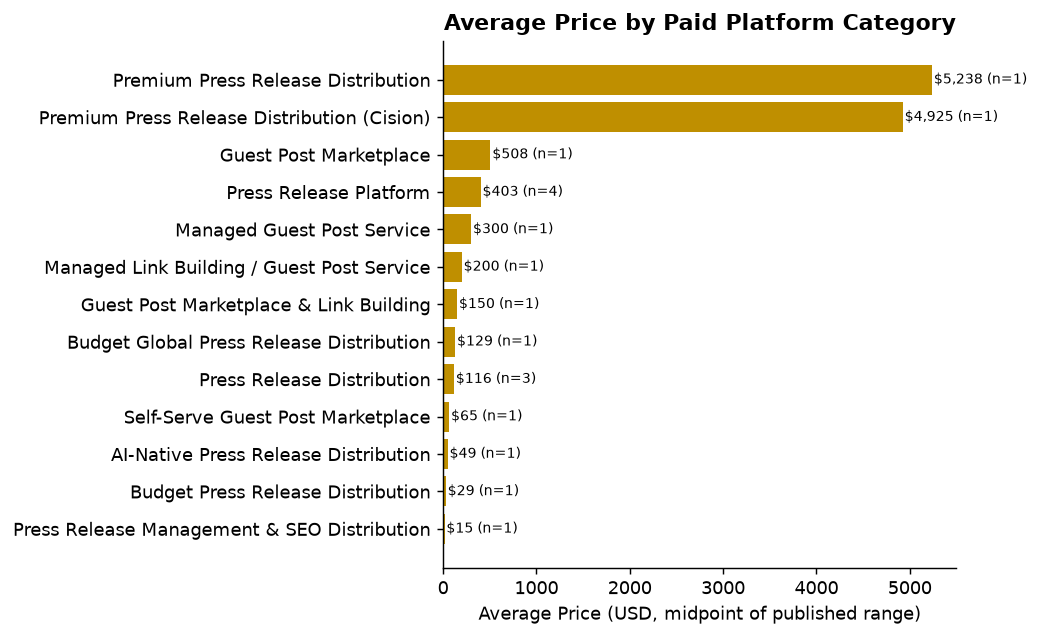 Average Price by Paid Platform Category
Premium Press Release Distribution $5,238 (n=1)
Premium Press Release Distribution (Cision) $4,925 (n=1)
Guest Post Marketplace $508 (n=1)
Press Release Platform $403 (n=4)
Managed Guest Post Service $300 (n=1)
Managed Link Building / Guest Post Service $200 (n=1)
Guest Post Marketplace & Link Building $150 (n=1)
Budget Global Press Release Distribution $129 (n=1)
Press Release Distribution $116 (n=3)
Self-Serve Guest Post Marketplace $65 (n=1)
AI-Native Press Release Distribution $49 (n=1)
Budget Press Release Distribution $29 (n=1)
Press Release Management & SEO Distribution $15 (n=1)
0 1000 2000 3000 4000 5000
Average Price (USD, midpoint of published range)